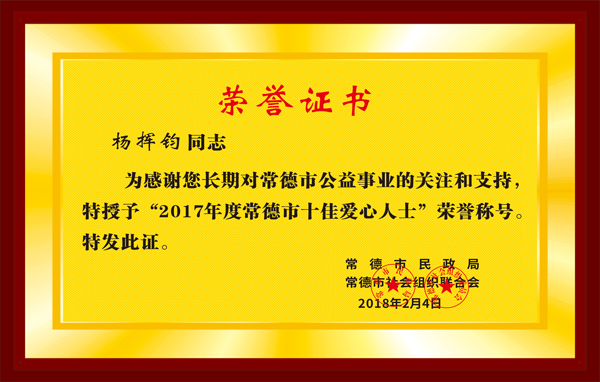 荣誉证书
杨挥钧同志
为感谢您长期对常德市公益事业的关注和支持，
特授予“2017年度常德市十佳爱心人士”荣誉称号。
特发此证。
常德市民政局
常德市社会组织联合会
2018年2月4日